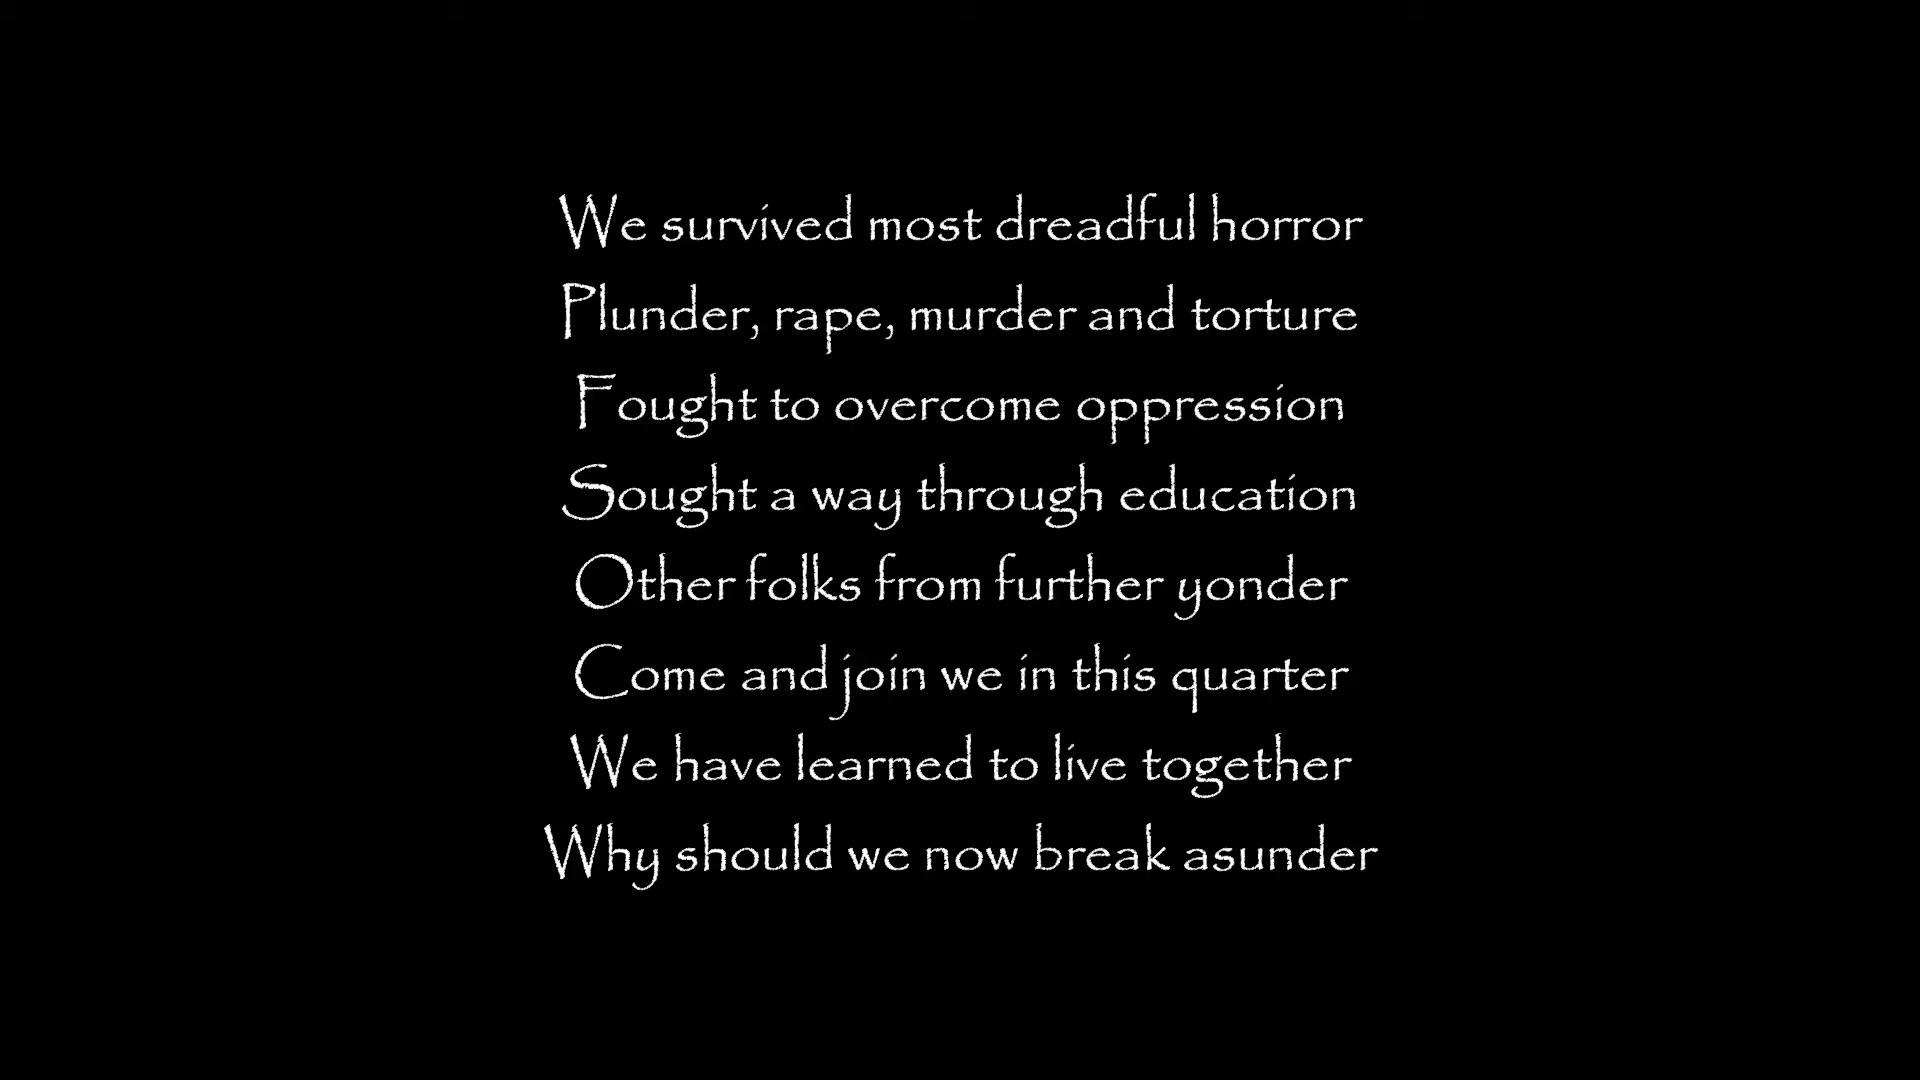 We survived most dreadful horror
Plunder, rape, murder and torture
Fought to overcome oppression
Sought a way through education
Other folks from further yonder
Come and join we in this quarter
We have learned to live together
Why should we now break asunder